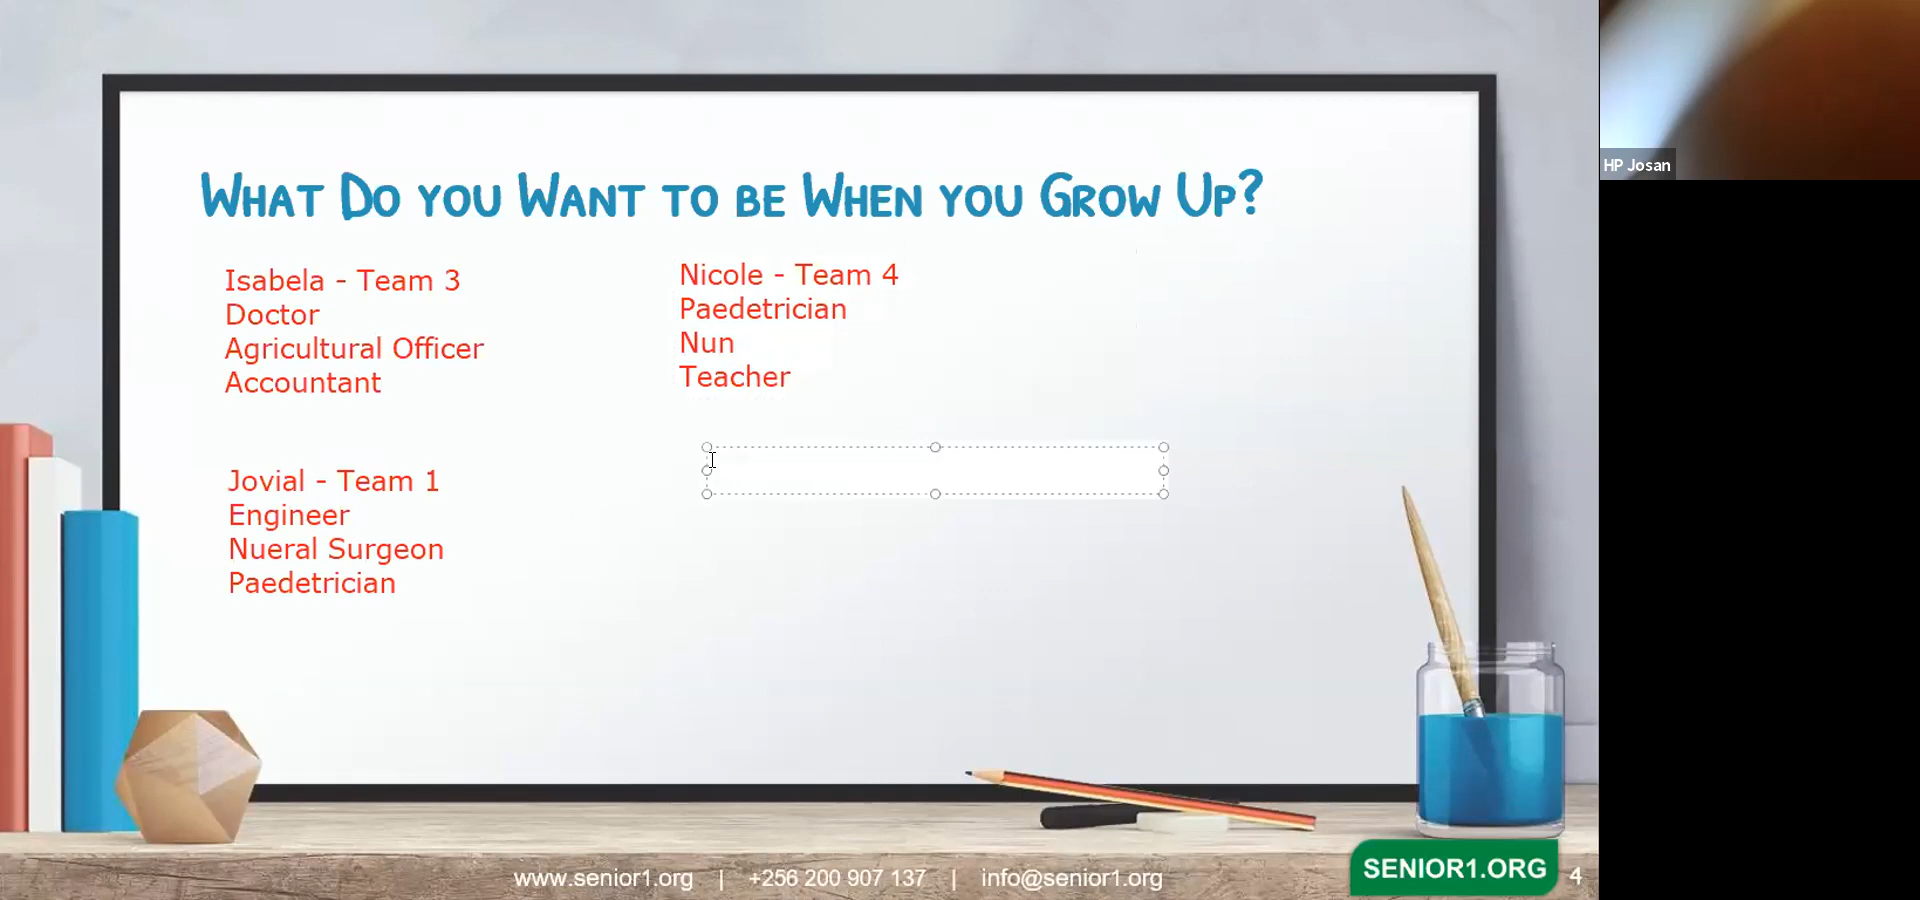 What Do you Want to be When you Grow Up?
Isabela - Team 3
Doctor
Agricultural Officer
Accountant
Nicole - Team 4
Paedetrician
Nun
Teacher
Jovial - Team 1
Engineer
Nueral Surgeon
Paedetrician
www.senior1.org | +256 200 907 137 | info@senior1.org
SENIOR1.ORG
4
HP Josan